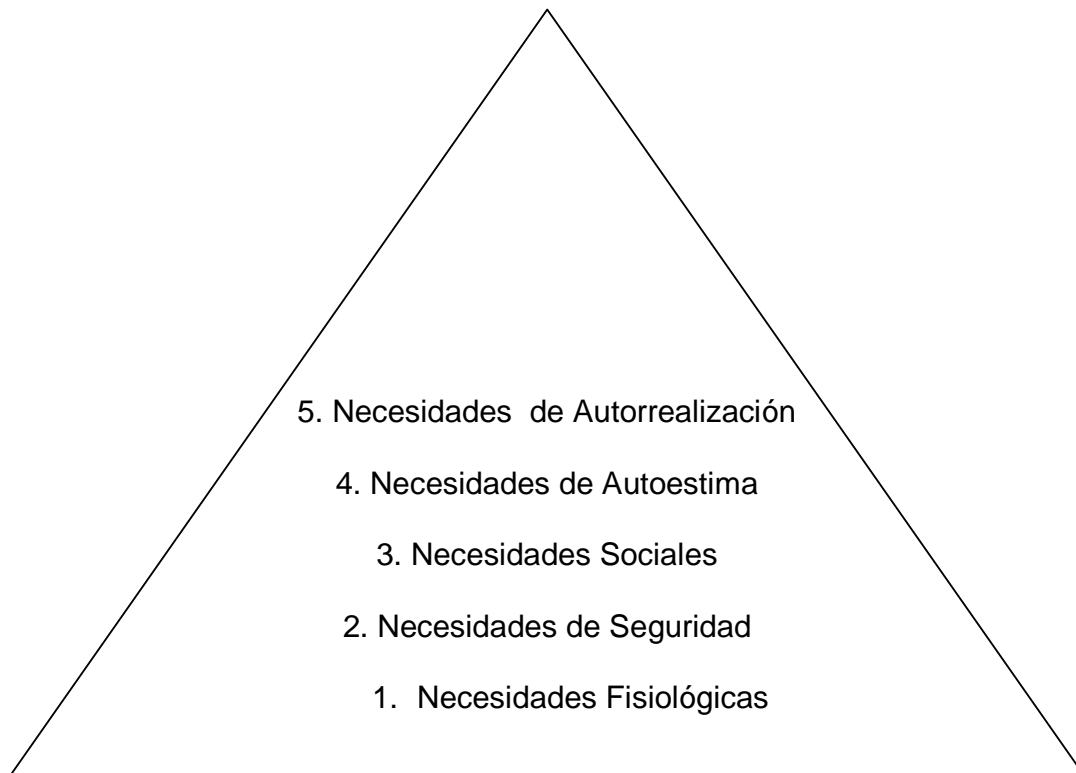 5. Necesidades de Autorrealización
4. Necesidades de Autoestima
3. Necesidades Sociales
2. Necesidades de Seguridad
1. Necesidades Fisiológicas